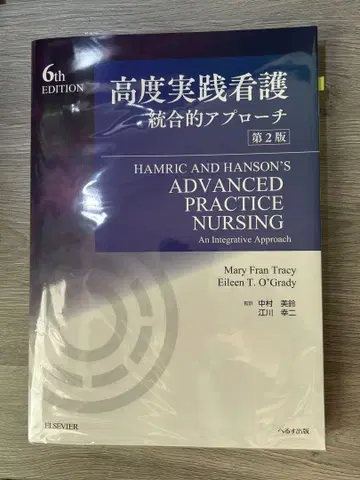 6th
EDITION
高度実践看護
統合的アプローチ
第2版
HAMRIC AND HANSON'S
ADVANCED
PRACTICE
NURSING
An Integrative Approach
Mary Fran Tracy
Eileen T. O'Grady
監訳 中村 美鈴
江川 幸二
ELSEVIER
へるす出版